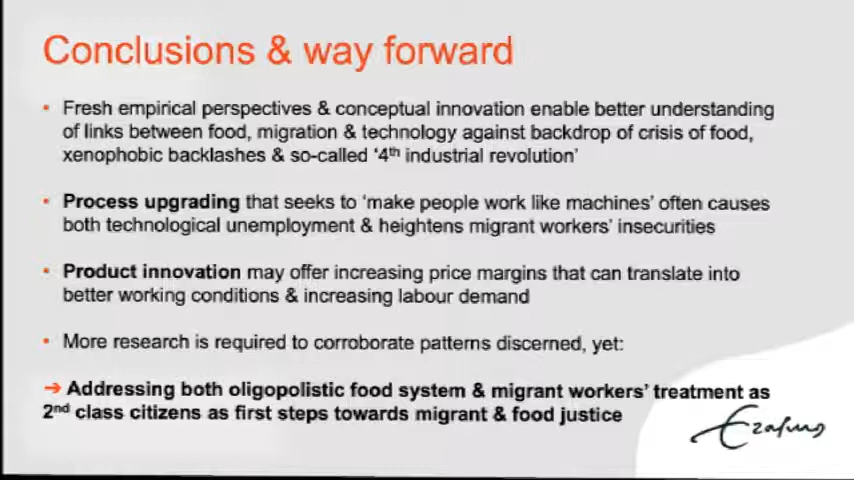 Conclusions & way forward
• Fresh empirical perspectives & conceptual innovation enable better understanding
of links between food, migration & technology against backdrop of crisis of food,
xenophobic backlashes & so-called ‘4th industrial revolution’
• Process upgrading that seeks to ‘make people work like machines’ often causes
both technological unemployment & heightens migrant workers’ insecurities
• Product innovation may offer increasing price margins that can translate into
better working conditions & increasing labour demand
• More research is required to corroborate patterns discerned, yet:
➔ Addressing both oligopolistic food system & migrant workers’ treatment as
2nd class citizens as first steps towards migrant & food justice
Erasmus